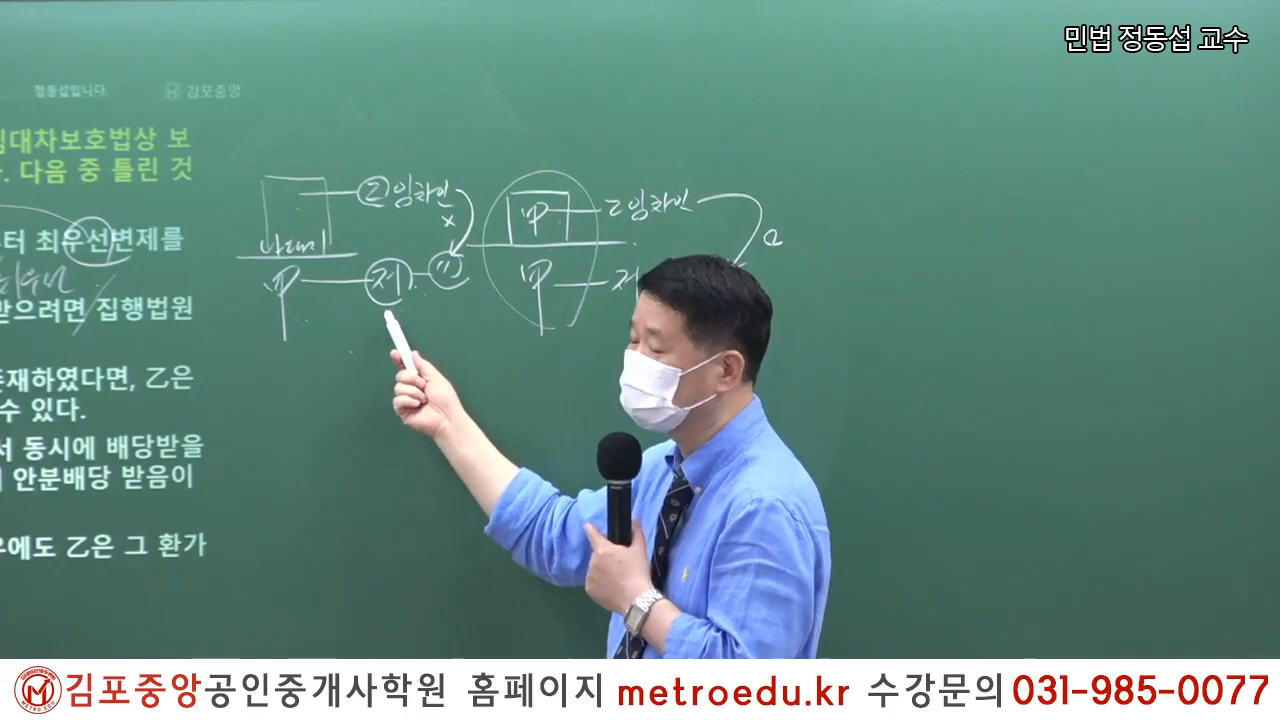 민법 정동섭 교수
정동섭입니다. 김포중앙
임대차보호법상 보
. 다음 중 틀린 것
터 최우선변제를
받으려면 집행법원
존재하였다면, 乙은
수 있다.
서 동시에 배당받을
안분배당 받음이
우에도 乙은 그 환가
나대지
乙 임차인
x
甲
저
(1)
甲
乙 임차인
甲
저
김포중앙공인중개사학원 홈페이지 metroedu.kr 수강문의 031-985-0077
METRO EDU